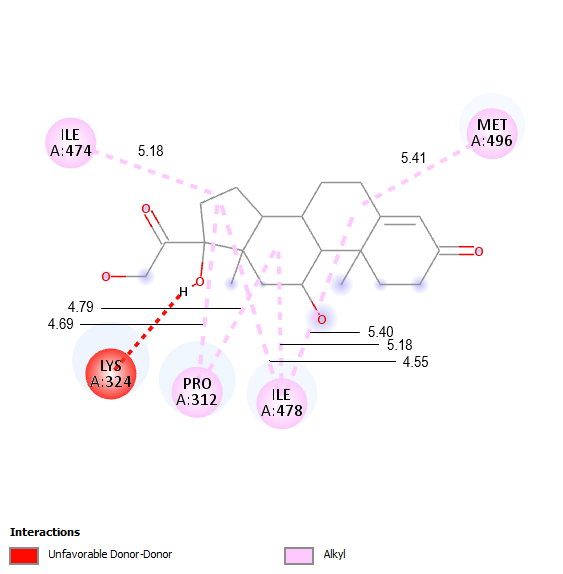 MET
A:496
ILE
A:474
5.18
5.41
O
O
O
O
H
O
4.79
4.69
5.40
5.18
4.55
LYS
A:324
PRO
A:312
ILE
A:478
Interactions
Unfavorable Donor-Donor
Alkyl